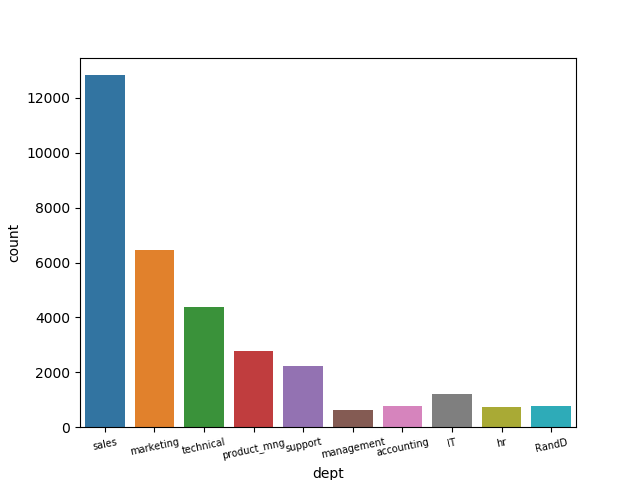 12000
10000
8000
6000
4000
2000
0
count
sales marketing technical product_mng support management accounting IT hr RandD
dept